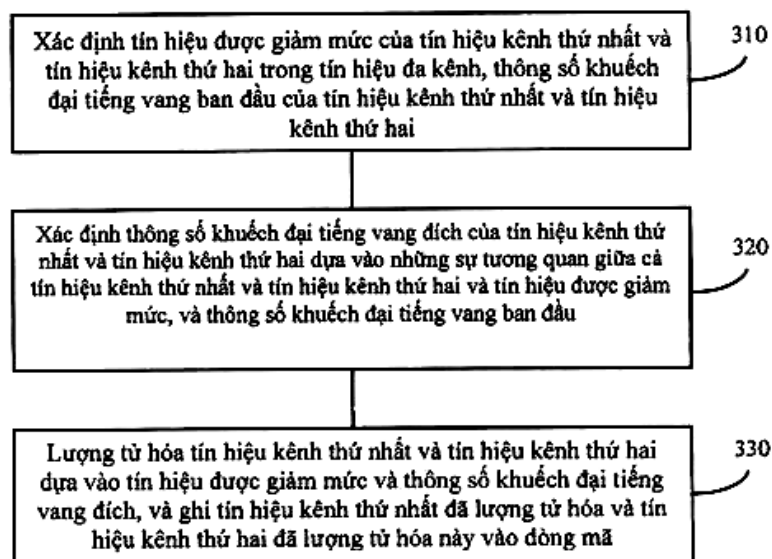 Xác định tín hiệu được giảm mức của tín hiệu kênh thứ nhất và
tín hiệu kênh thứ hai trong tín hiệu đa kênh, thông số khuếch
đại tiếng vang ban đầu của tín hiệu kênh thứ nhất và tín hiệu
kênh thứ hai
310
Xác định thông số khuếch đại tiếng vang đích của tín hiệu kênh thứ
nhất và tín hiệu kênh thứ hai dựa vào những sự tương quan giữa cả
tín hiệu kênh thứ nhất và tín hiệu kênh thứ hai và tín hiệu được giảm
mức, và thông số khuếch đại tiếng vang ban đầu
320
Lượng tử hóa tín hiệu kênh thứ nhất và tín hiệu kênh thứ hai
dựa vào tín hiệu được giảm mức và thông số khuếch đại tiếng
vang đích, và ghi tín hiệu kênh thứ nhất đã lượng tử hóa và tín
hiệu kênh thứ hai đã lượng tử hóa này vào dòng mã
330